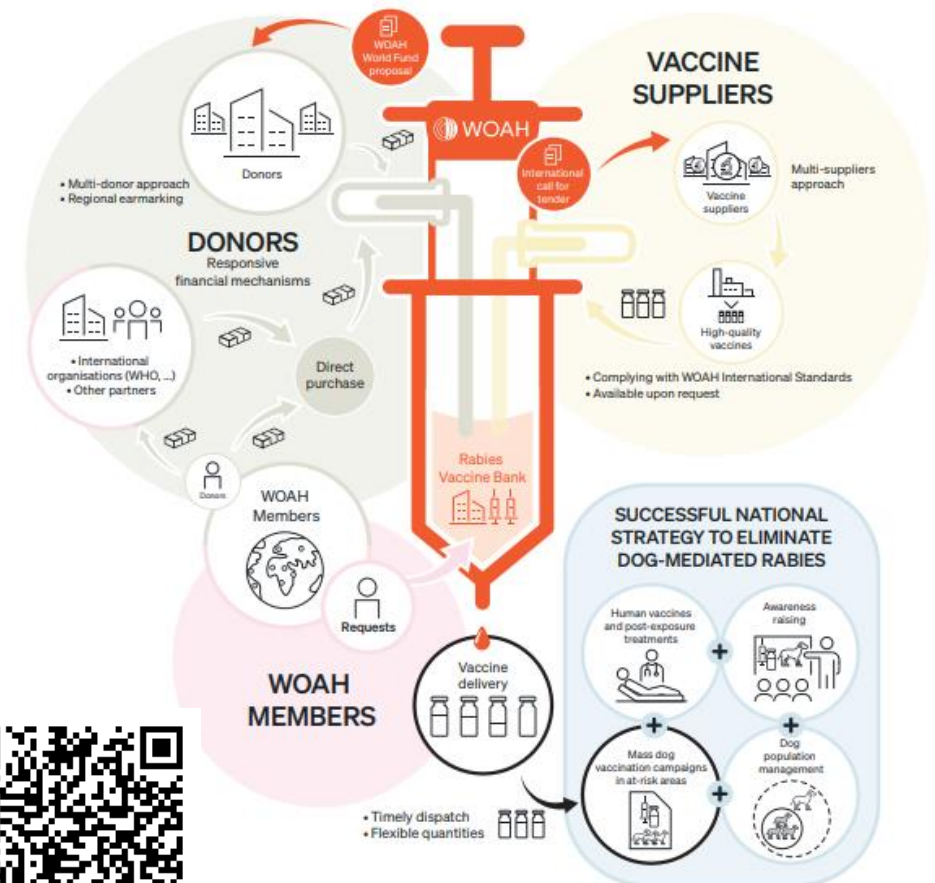 WOAH
World Fund
proposal
Donors
• Multi-donor approach
• Regional earmarking
DONORS
Responsive
financial mechanisms
• International
organisations (WHO, ...)
• Other partners
Direct
purchase
Donors
WOAH
Members
Requests
WOAH
MEMBERS
WOAH
International
call for
tender
VACCINE
SUPPLIERS
Vaccine
suppliers
Multi-suppliers
approach
High-quality
vaccines
• Complying with WOAH International Standards
• Available upon request
Rabies
Vaccine Bank
Vaccine
delivery
• Timely dispatch
• Flexible quantities
SUCCESSFUL NATIONAL
STRATEGY TO ELIMINATE
DOG-MEDIATED RABIES
Human vaccines
and post-exposure
treatments
+
Awareness
raising
+
+
Mass dog
vaccination campaigns
in at-risk areas
+
Dog
population
management